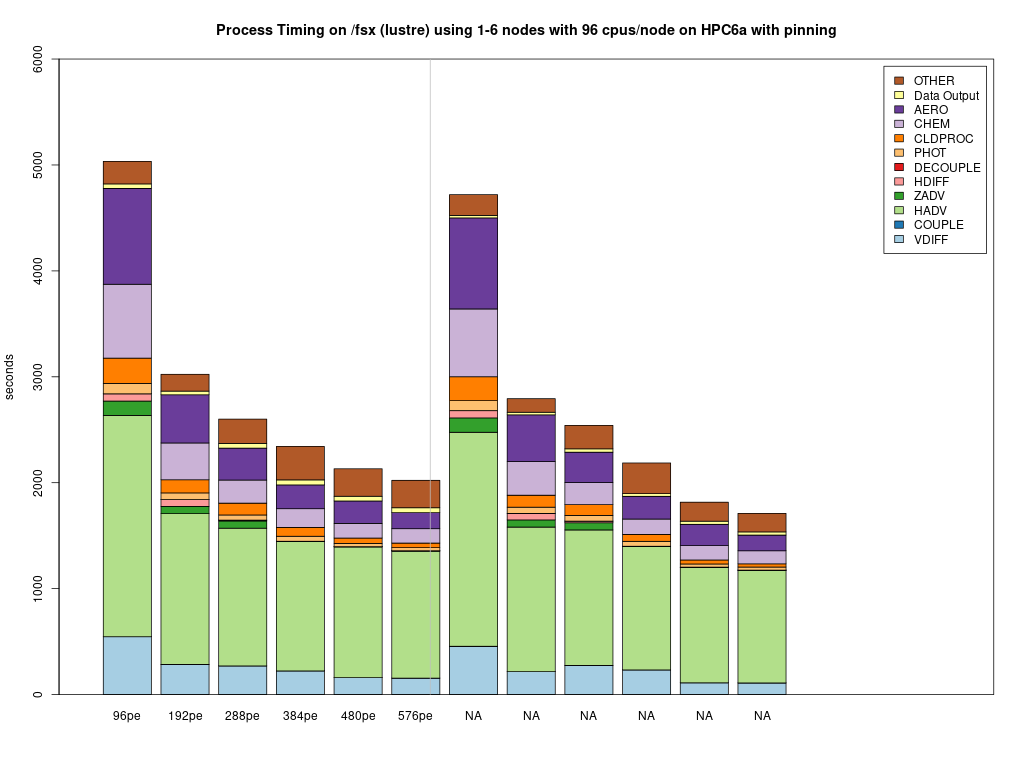 Process Timing on /fsx (lustre) using 1-6 nodes with 96 cpus/node on HPC6a with pinning
6000
5000
4000
3000
2000
1000
0
seconds
OTHER
Data Output
AERO
CHEM
CLDPROC
PHOT
DECOUPLE
HDIFF
ZADV
HADV
COUPLE
VDIFF
96pe 192pe 288pe 384pe 480pe 576pe NA NA NA NA NA NA